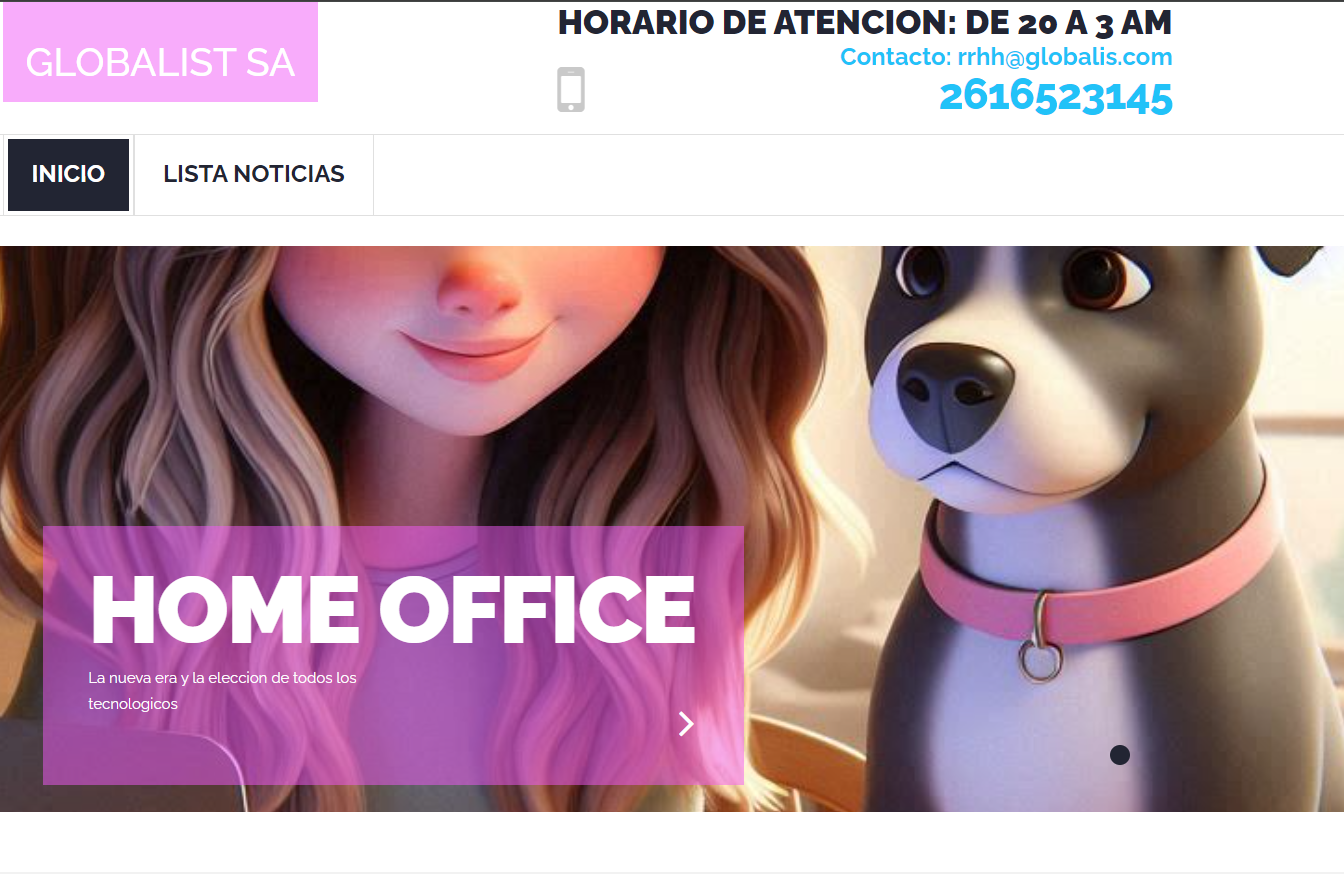 GLOBALIST SA
HORARIO DE ATENCION: DE 20 A 3 AM
Contacto: rrhh@globalis.com
2616523145
INICIO
LISTA NOTICIAS
HOME OFFICE
La nueva era y la eleccion de todos los
tecnologicos